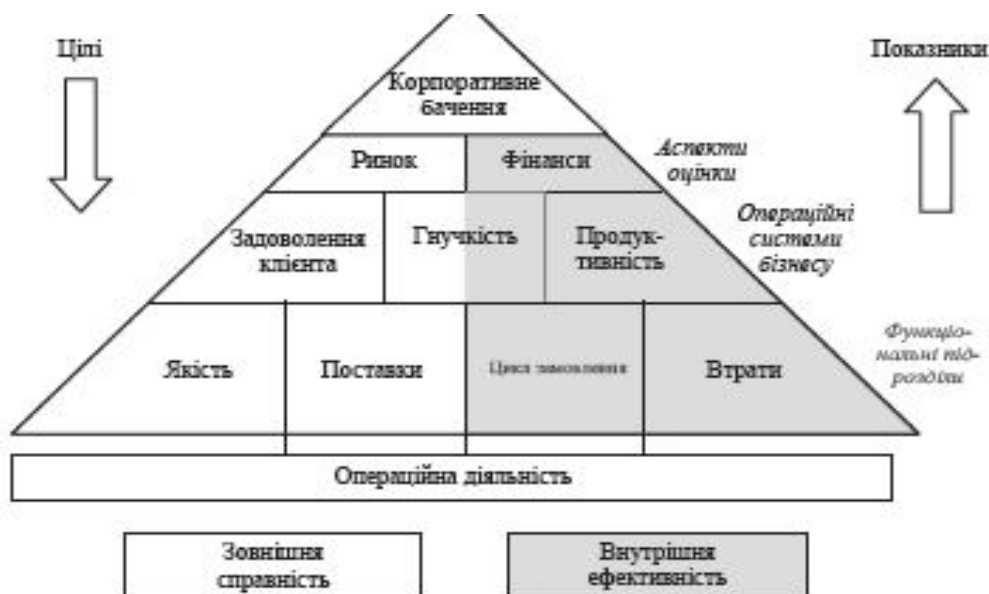 Цілі
Показники
Корпоративне
бачення
Ринок
Фінанси
Аспекти
оцінки
Задоволення
клієнта
Гнучкість
Продук-
тивність
Операційні
системи
бізнесу
Якість
Поставки
Цикл замовлення
Втрати
Функціо-
нальні під-
розділи
Операційна діяльність
Зовнішня
справність
Внутрішня
ефективність